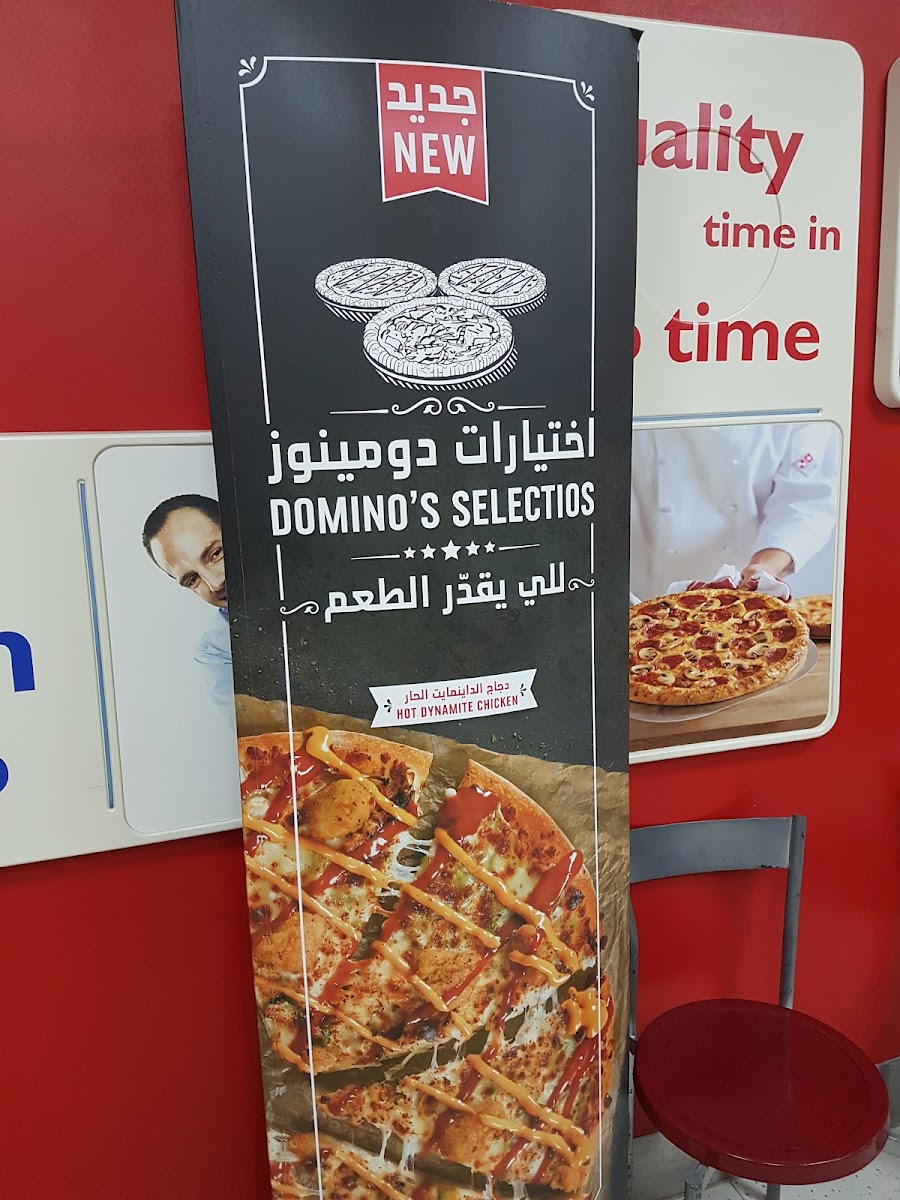 جديد
NEW
اختيارات دومينوز
DOMINO'S SELECTIOS
للي يقدّر الطعم
دجاج الداينمايت الحار
HOT DYNAMITE CHICKEN
uality
time in
o time
n